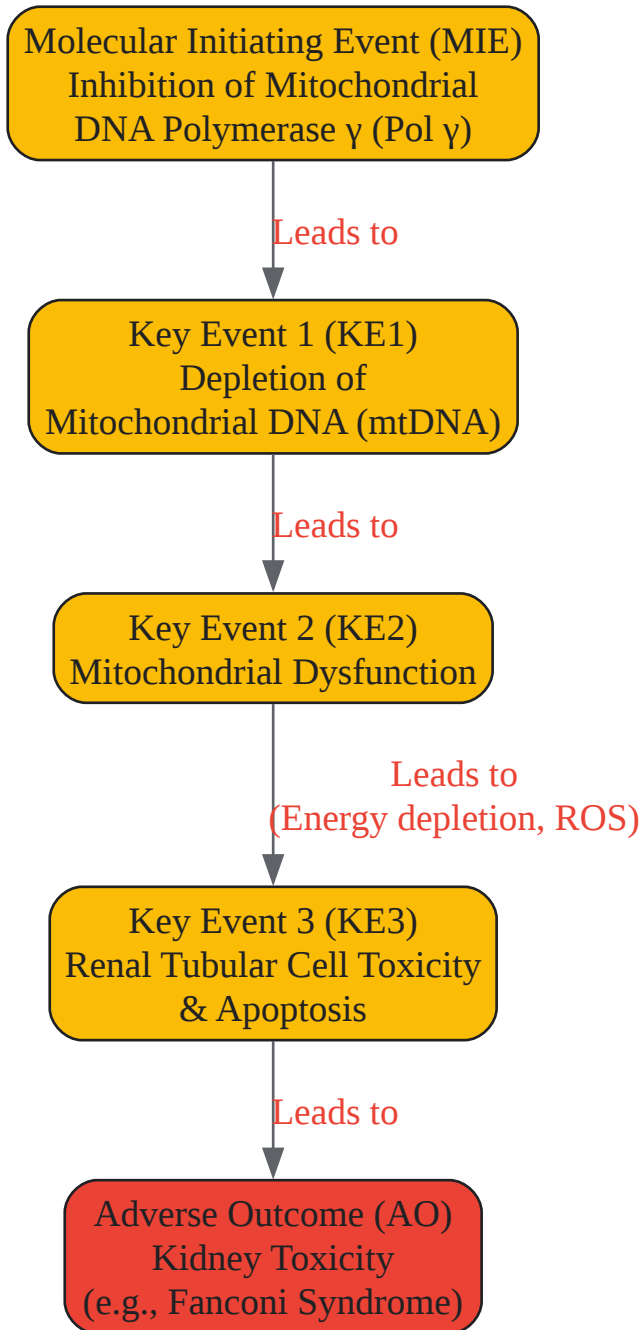 Molecular Initiating Event (MIE)
Inhibition of Mitochondrial
DNA Polymerase γ (Pol γ)
Leads to
Key Event 1 (KE1)
Depletion of
Mitochondrial DNA (mtDNA)
Leads to
Key Event 2 (KE2)
Mitochondrial Dysfunction
Leads to
(Energy depletion, ROS)
Key Event 3 (KE3)
Renal Tubular Cell Toxicity
& Apoptosis
Leads to
Adverse Outcome (AO)
Kidney Toxicity
(e.g., Fanconi Syndrome)